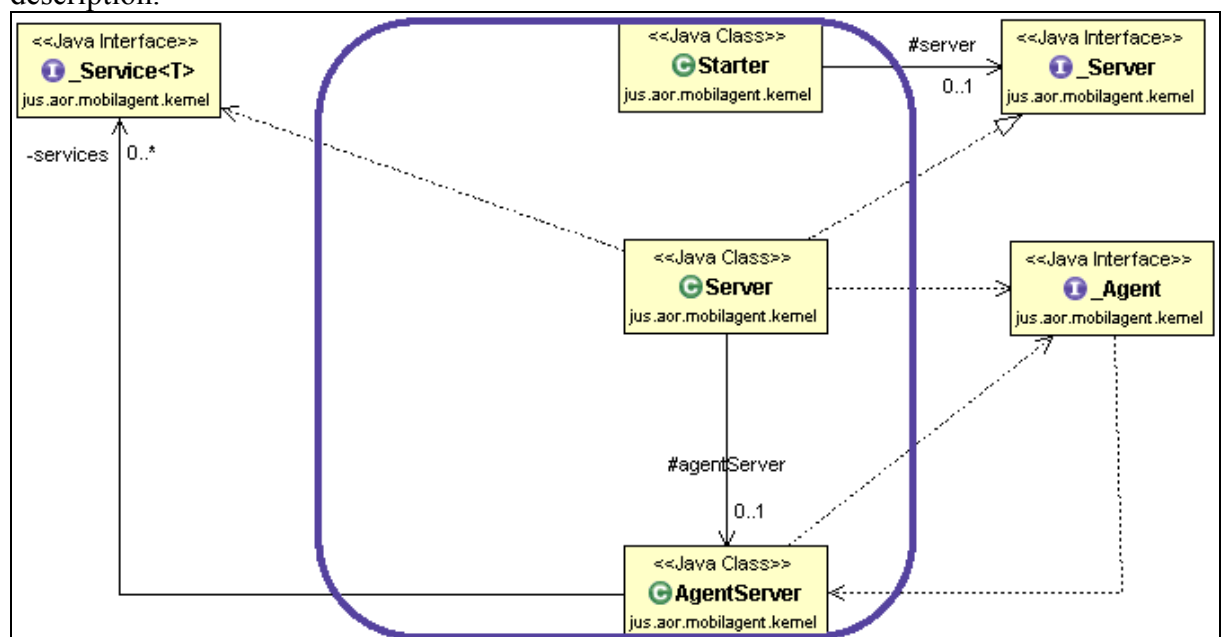 description.
<<Java Interface>>
I _Service<T>
jus.aor.mobilagent.kernel
<<Java Class>>
C Starter
jus.aor.mobilagent.kernel
#server
0..1
<<Java Interface>>
I _Server
jus.aor.mobilagent.kernel
-services
0..*
<<Java Class>>
C Server
jus.aor.mobilagent.kernel
<<Java Interface>>
I _Agent
jus.aor.mobilagent.kernel
#agentServer
0..1
<<Java Class>>
C AgentServer
jus.aor.mobilagent.kernel